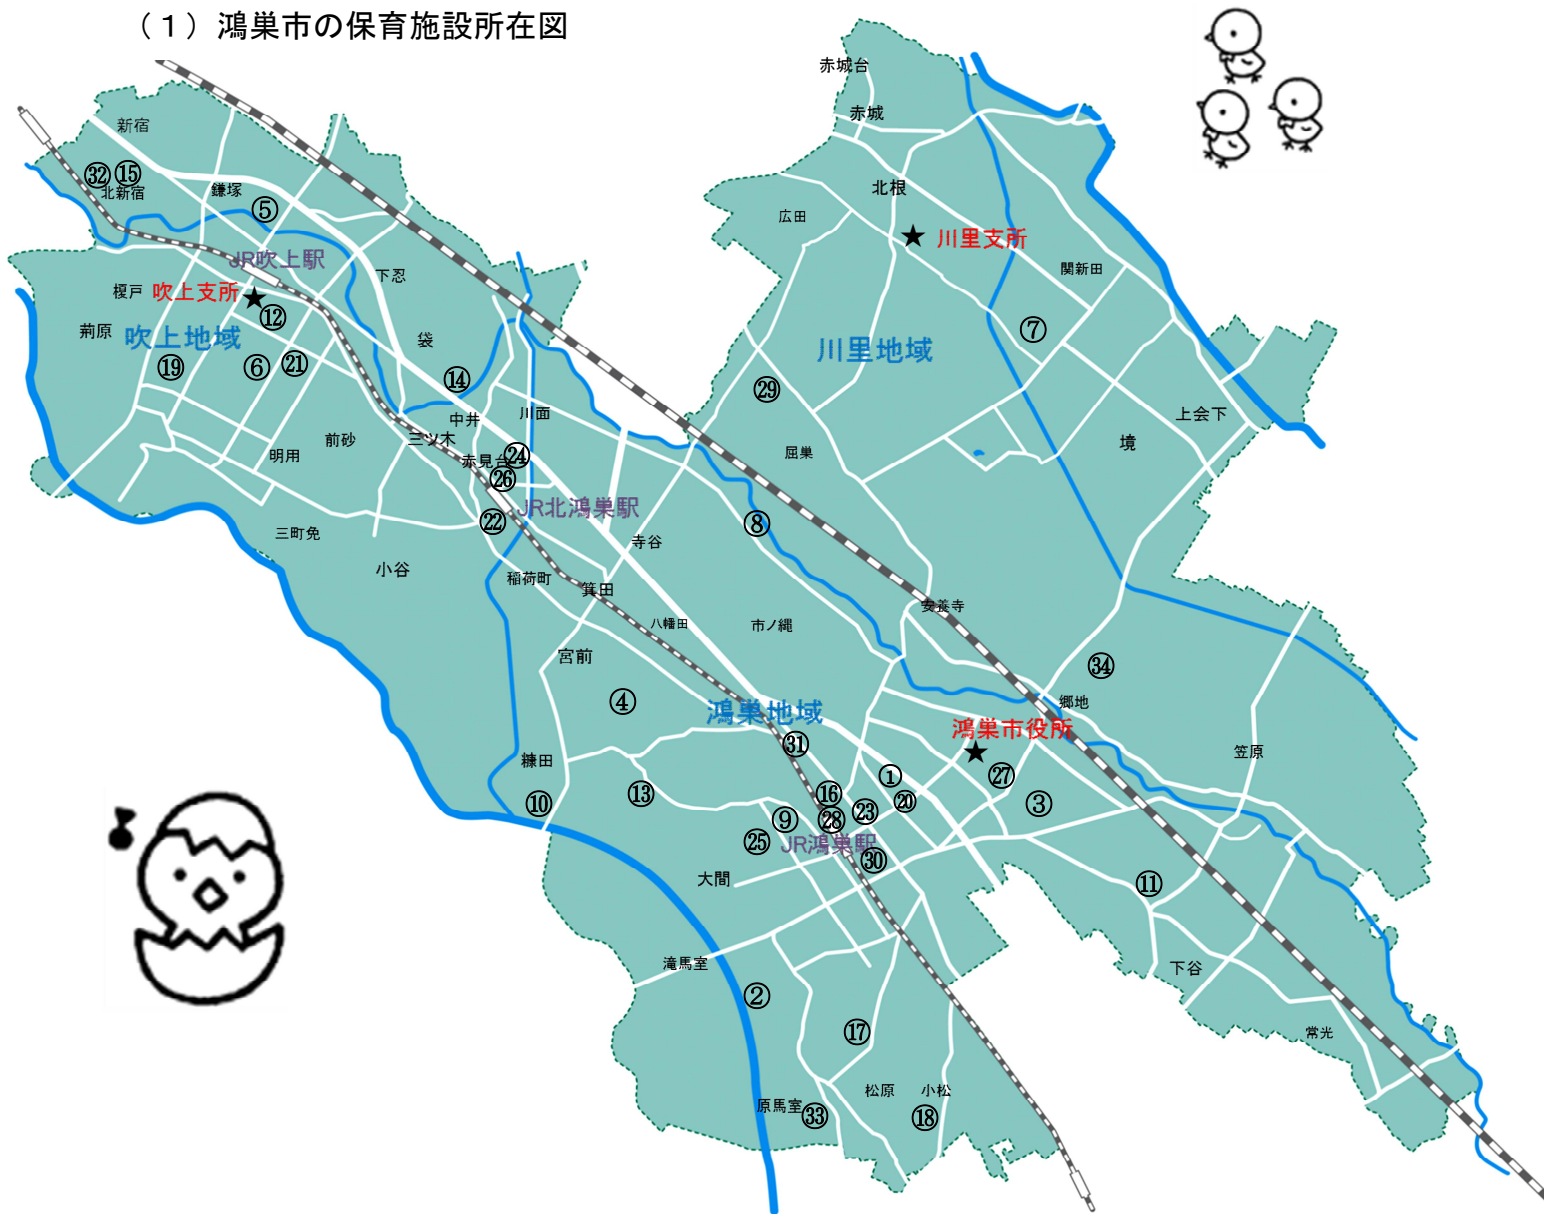 （１）鴻巣市の保育施設所在図
赤城台
赤城
新宿
㉜ ⑮
北新宿
鎌塚
⑤
北根
広田
★ 川里支所
JR吹上駅
下忍
関新田
榎戸
吹上支所
★
⑫
荊原
吹上地域
袋
⑦
川里地域
⑲
⑥
㉑
⑭
㉙
中井
川面
上会下
前砂
三ツ木
境
明用
赤見台
㉔
屈巣
㉖
JR北鴻巣駅
㉒
⑧
三町免
寺谷
小谷
稲荷町
箕田
安養寺
八幡田
市ノ縄
宮前
㉞
④
鴻巣地域
郷地
鴻巣市役所
㉛
★
笠原
糠田
①
㉗
⑬
⑯
⑩
⑳
③
㉓
⑨
㉘
㉕
JR鴻巣駅
㉚
大間
⑪
滝馬室
下谷
②
⑰
常光
松原
小松
原馬室
㉝
⑱